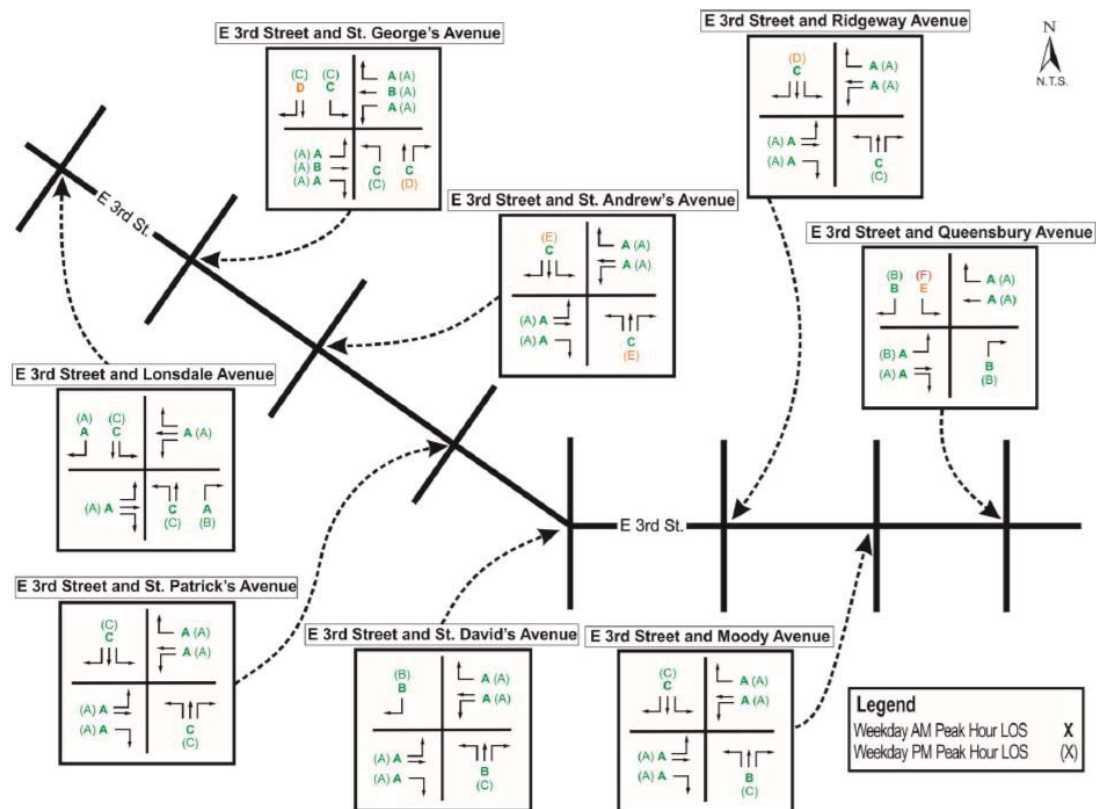 E 3rd Street and St. George's Avenue
(C) (C)
D C
A (A)
B (A)
A (A)
(A) A
(A) B
(A) A
C C
(C) (D)
E 3rd Street and Ridgeway Avenue
(D)
C
A (A)
A (A)
(A) A
(A) A
C
(C)
N
N.T.S.
E 3rd St.
E 3rd Street and St. Andrew's Avenue
(E)
C
A (A)
A (A)
(A) A
(A) A
C
(E)
E 3rd Street and Queensbury Avenue
(B) (F)
B E
A (A)
A (A)
(B) A
(A) A
B
(B)
E 3rd Street and Lonsdale Avenue
(A) (C)
A C
A (A)
(A) A
C A
(C) (B)
E 3rd St.
E 3rd Street and St. Patrick's Avenue
(C)
C
A (A)
A (A)
(A) A
(A) A
C
(C)
E 3rd Street and St. David's Avenue
(B)
B
A (A)
A (A)
(A) A
(A) A
B
(C)
E 3rd Street and Moody Avenue
(C)
C
A (A)
A (A)
(A) A
(A) A
B
(C)
Legend
Weekday AM Peak Hour LOS X
Weekday PM Peak Hour LOS (X)